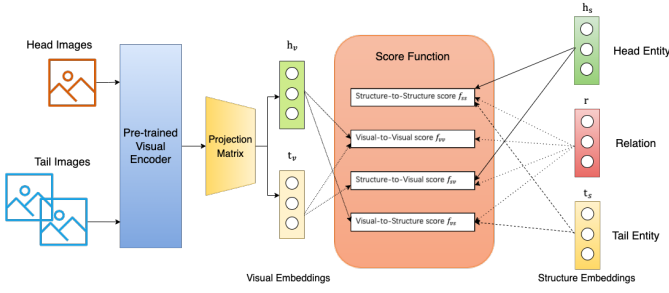 Head Images
Tail Images
Pre-trained
Visual
Encoder
Projection
Matrix
h_v
t_v
Visual Embeddings
Score Function
Structure-to-Structure score f_ss
Visual-to-Visual score f_vv
Structure-to-Visual score f_sv
Visual-to-Structure score f_vs
h_s
Head Entity
r
Relation
t_s
Tail Entity
Structure Embeddings